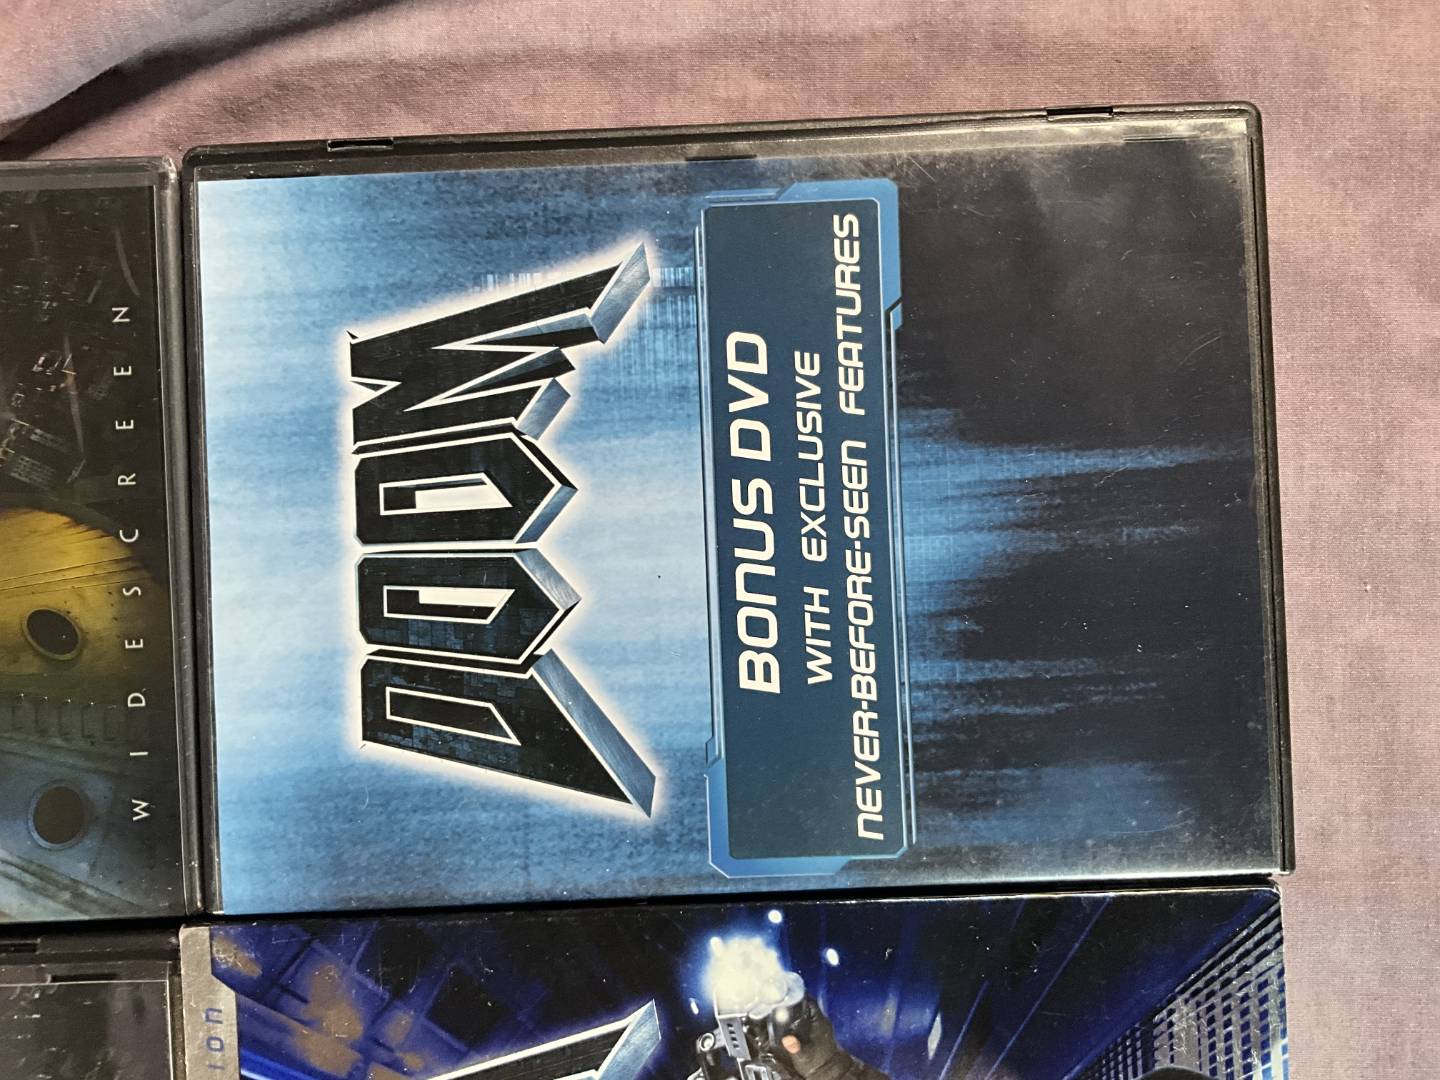 WIDESCREEN
DOOM
BONUS DVD
WITH EXCLUSIVE
NEVER-BEFORE-SEEN FEATURES